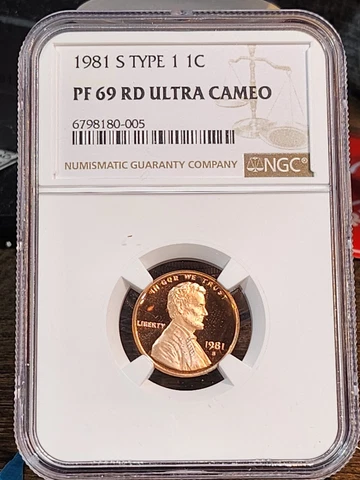 1981 S TYPE 1 1C
PF 69 RD ULTRA CAMEO
6798180-005
NUMISMATIC GUARANTY COMPANY
NGC
IN GOD WE TRUST
LIBERTY
1981
S